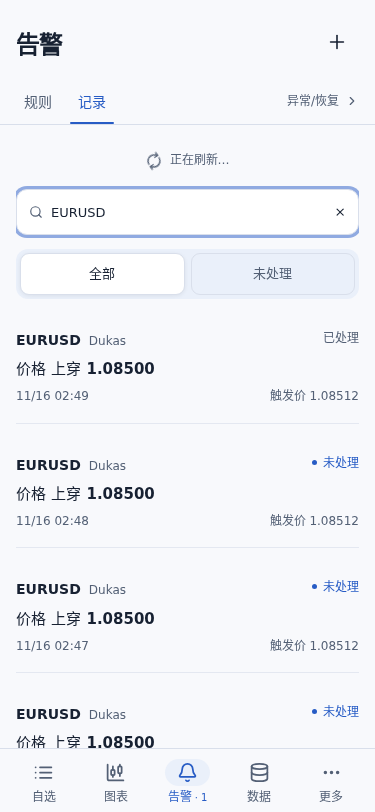 告警
规则 记录 异常/恢复
正在刷新...
EURUSD
全部 未处理
EURUSD Dukas 已处理
价格 上穿 1.08500
11/16 02:49 触发价 1.08512
EURUSD Dukas 未处理
价格 上穿 1.08500
11/16 02:48 触发价 1.08512
EURUSD Dukas 未处理
价格 上穿 1.08500
11/16 02:47 触发价 1.08512
EURUSD Dukas 未处理
价格 上穿 1.08500
自选 图表 告警 · 1 数据 更多